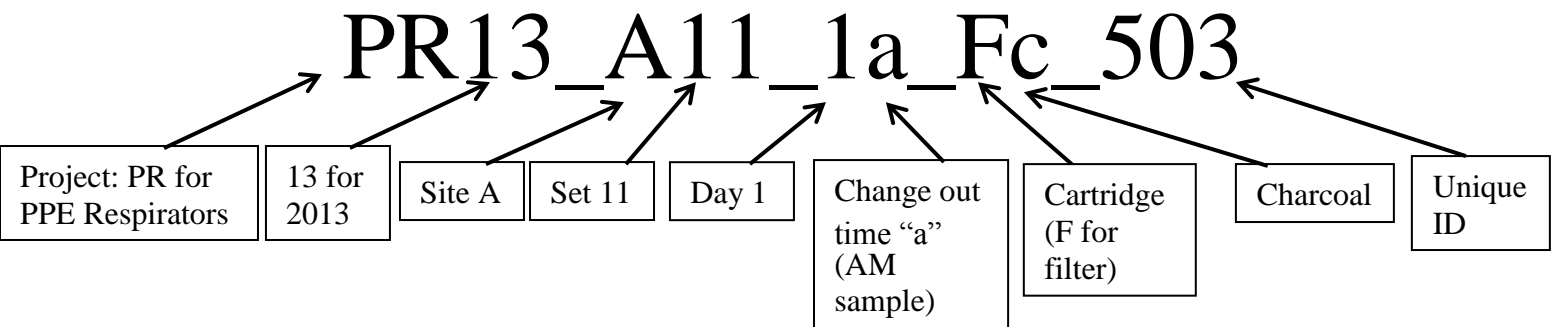 PR13_A11_1a_Fc_503
Project: PR for
PPE Respirators
13 for
2013
Site A
Set 11
Day 1
Change out
time “a”
(AM
sample)
Cartridge
(F for
filter)
Charcoal
Unique
ID